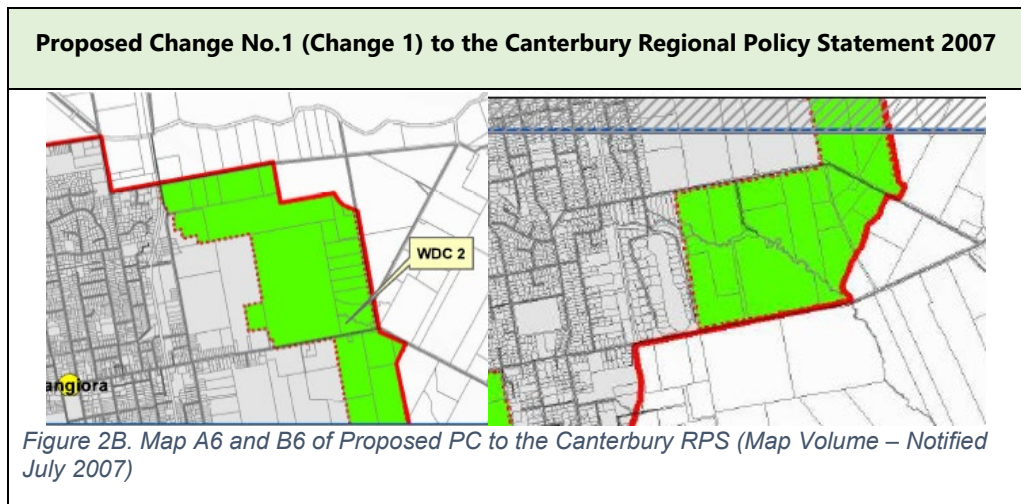 Proposed Change No.1 (Change 1) to the Canterbury Regional Policy Statement 2007
WDC 2
angiora
Figure 2B. Map A6 and B6 of Proposed PC to the Canterbury RPS (Map Volume – Notified
July 2007)